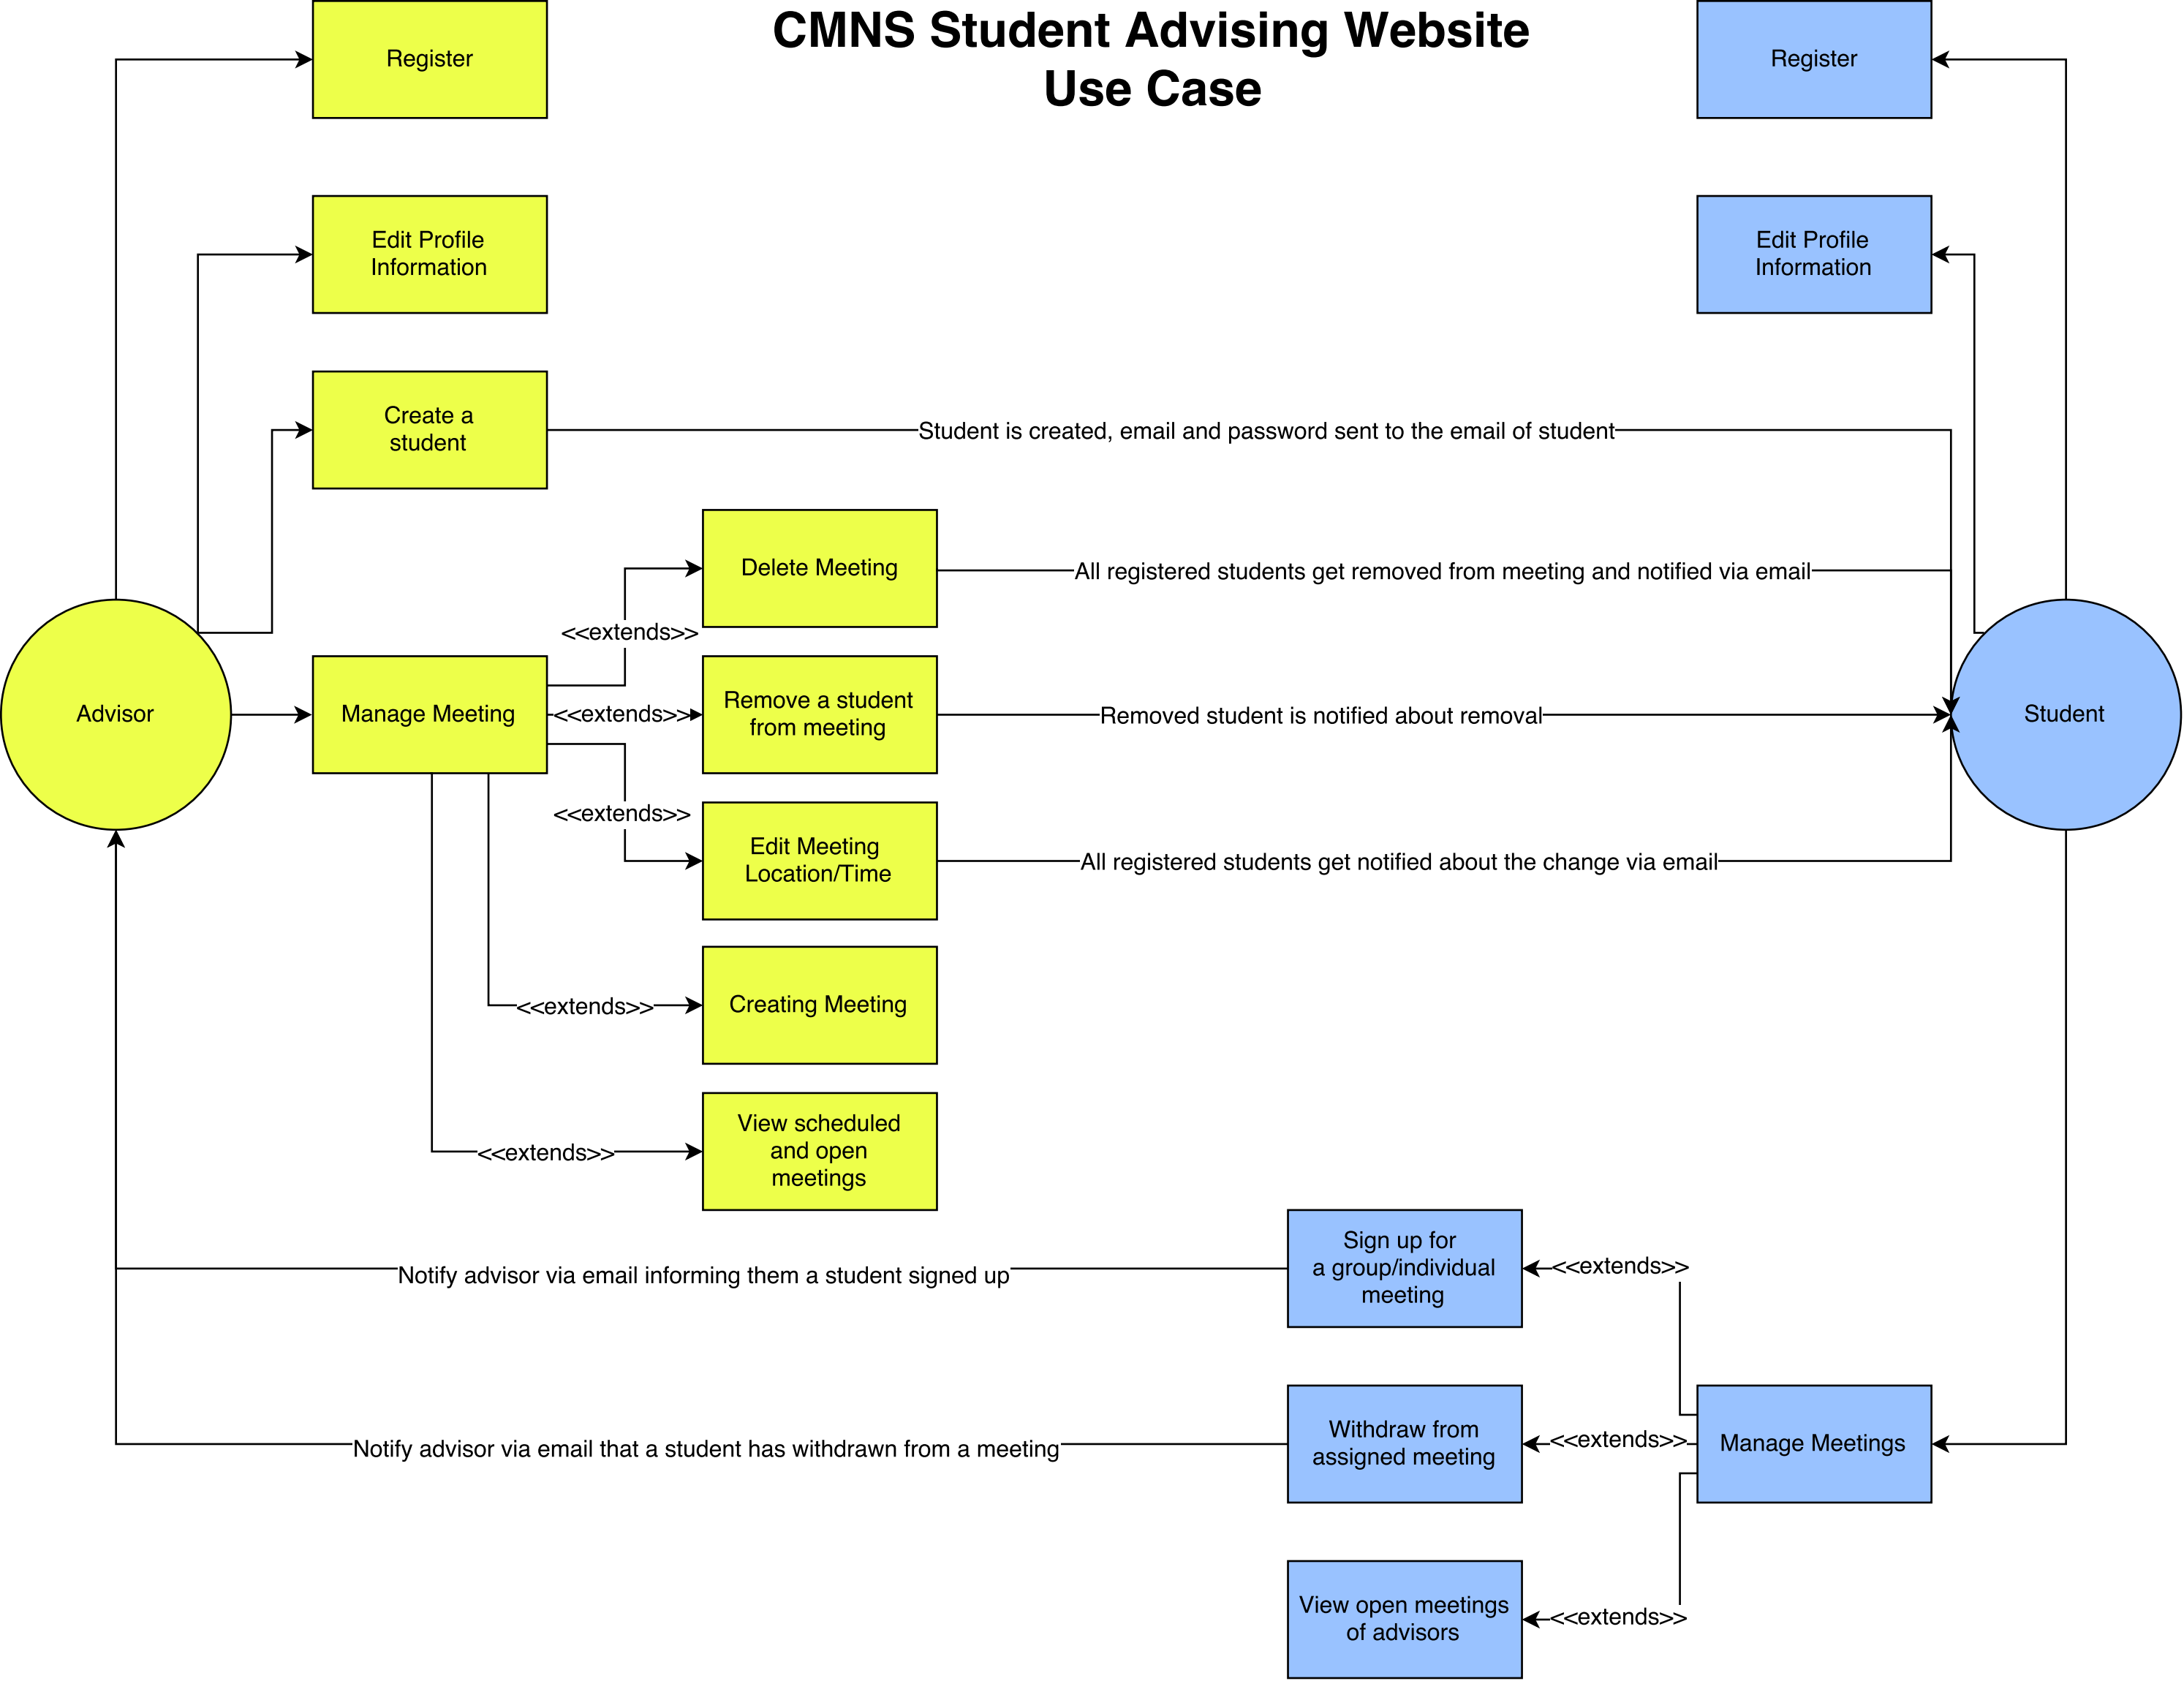 CMNS Student Advising Website
Use Case
Register
Register
Edit Profile
Information
Edit Profile
Information
Create a
student
Student is created, email and password sent to the email of student
Delete Meeting
All registered students get removed from meeting and notified via email
<<extends>>
Advisor
Manage Meeting
<<extends>>
Remove a student
from meeting
Removed student is notified about removal
Student
<<extends>>
Edit Meeting
Location/Time
All registered students get notified about the change via email
<<extends>>
Creating Meeting
<<extends>>
View scheduled
and open
meetings
Notify advisor via email informing them a student signed up
Sign up for
a group/individual
meeting
<<extends>>
Notify advisor via email that a student has withdrawn from a meeting
Withdraw from
assigned meeting
<<extends>>
Manage Meetings
View open meetings
of advisors
<<extends>>